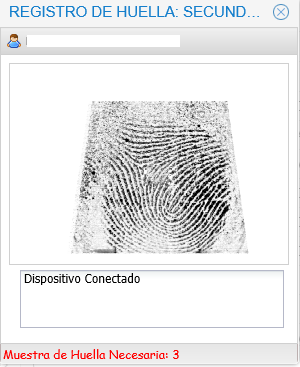 REGISTRO DE HUELLA: SECUND...
Dispositivo Conectado
Muestra de Huella Necesaria: 3